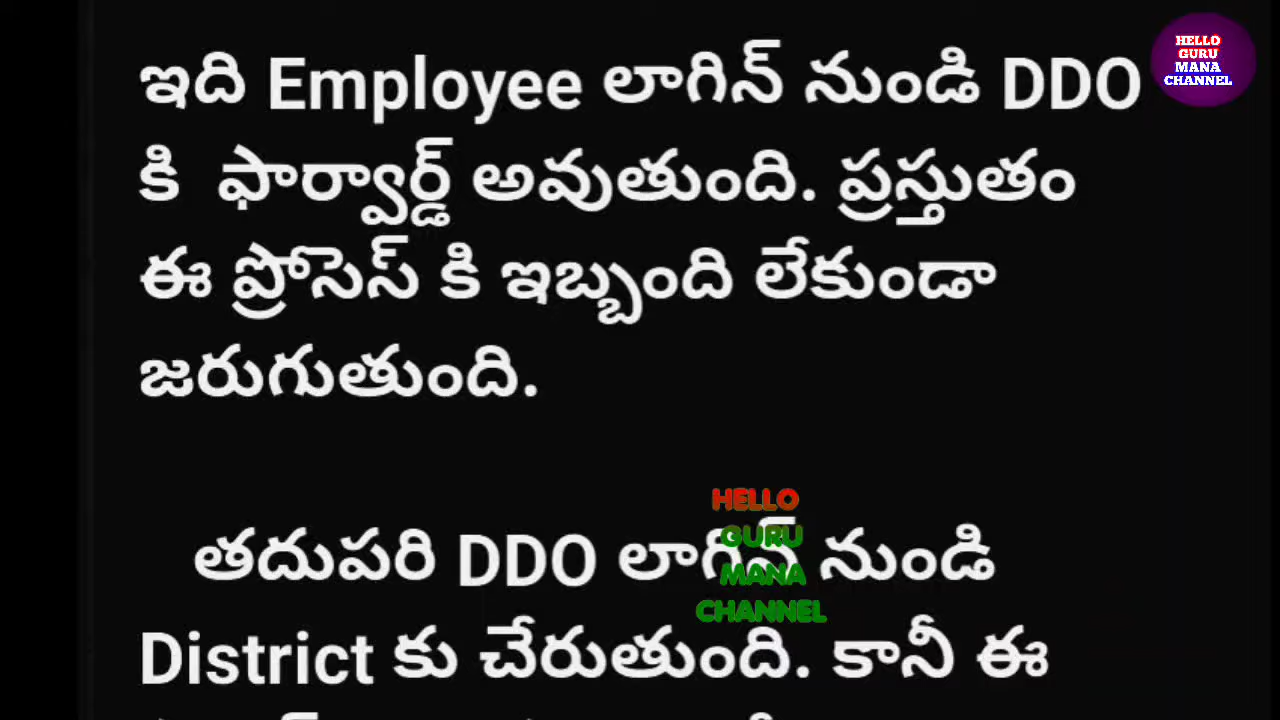 ఇది Employee లాగిన్ నుండి DDO
కి ఫార్వార్డ్ అవుతుంది. ప్రస్తుతం
ఈ ప్రోసెస్ కి ఇబ్బంది లేకుండా
జరుగుతుంది.
తదుపరి DDO లాగిన్ నుండి
District కు చేరుతుంది. కానీ ఈ
HELLO
GURU
MANA
CHANNEL
HELLO
GURU
MANA
CHANNEL